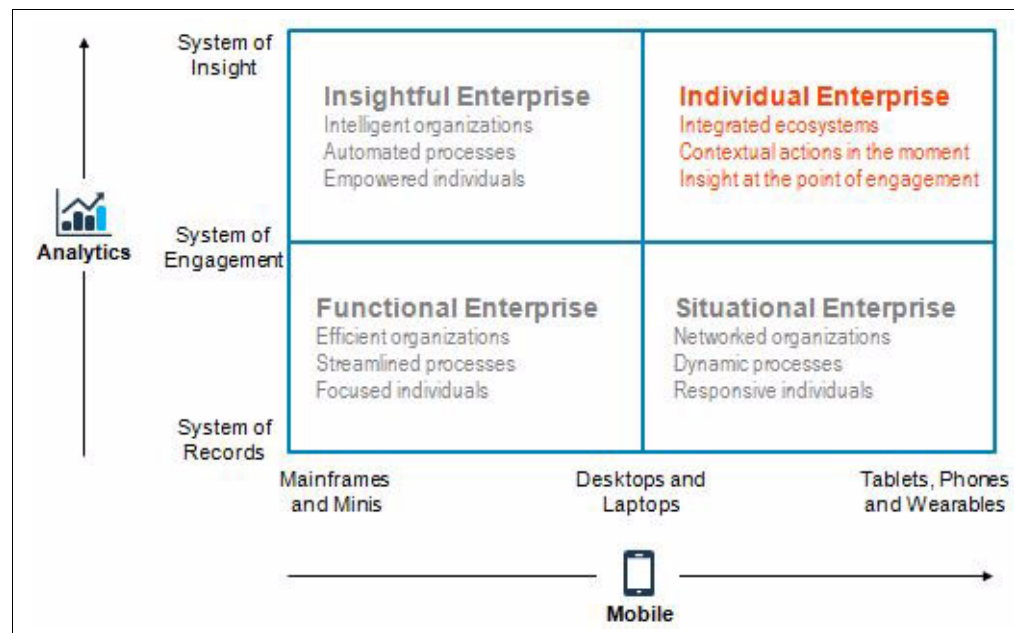 System of
Insight
Insightful Enterprise
Intelligent organizations
Automated processes
Empowered individuals
Individual Enterprise
Integrated ecosystems
Contextual actions in the moment
Insight at the point of engagement
Analytics
System of
Engagement
Functional Enterprise
Efficient organizations
Streamlined processes
Focused individuals
Situational Enterprise
Networked organizations
Dynamic processes
Responsive individuals
System of
Records
Mainframes
and Minis
Desktops and
Laptops
Tablets, Phones
and Wearables
Mobile